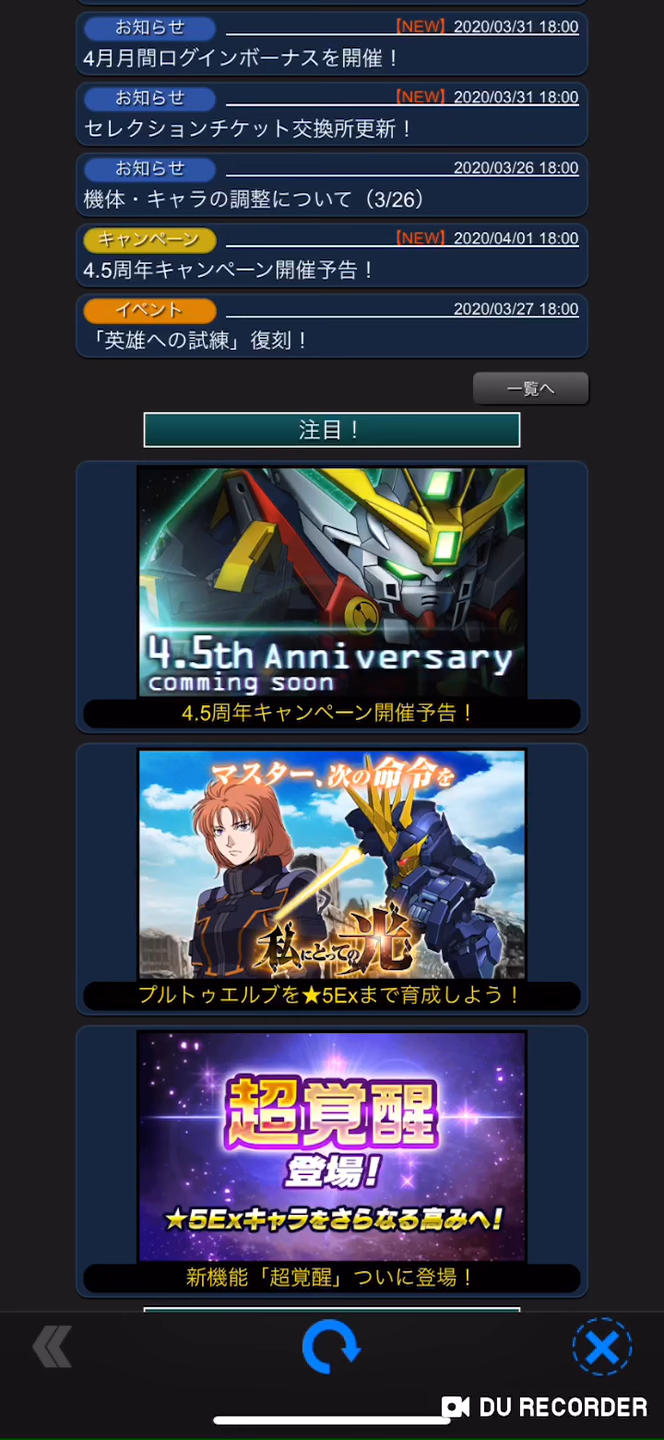 お知らせ
【NEW】 2020/03/31 18:00
4月月間ログインボーナスを開催！
お知らせ
【NEW】 2020/03/31 18:00
セレクションチケット交換所更新！
お知らせ
2020/03/26 18:00
機体・キャラの調整について（3/26）
キャンペーン
【NEW】 2020/04/01 18:00
4.5周年キャンペーン開催予告！
イベント
2020/03/27 18:00
「英雄への試練」復刻！
一覧へ
注目！
4.5th Anniversary
comming soon
4.5周年キャンペーン開催予告！
マスター、次の命令を
私にとっての光
プルトゥエルブを★5Exまで育成しよう！
超覚醒
登場！
★5Exキャラをさらなる高みへ！
新機能「超覚醒」ついに登場！
DU RECORDER